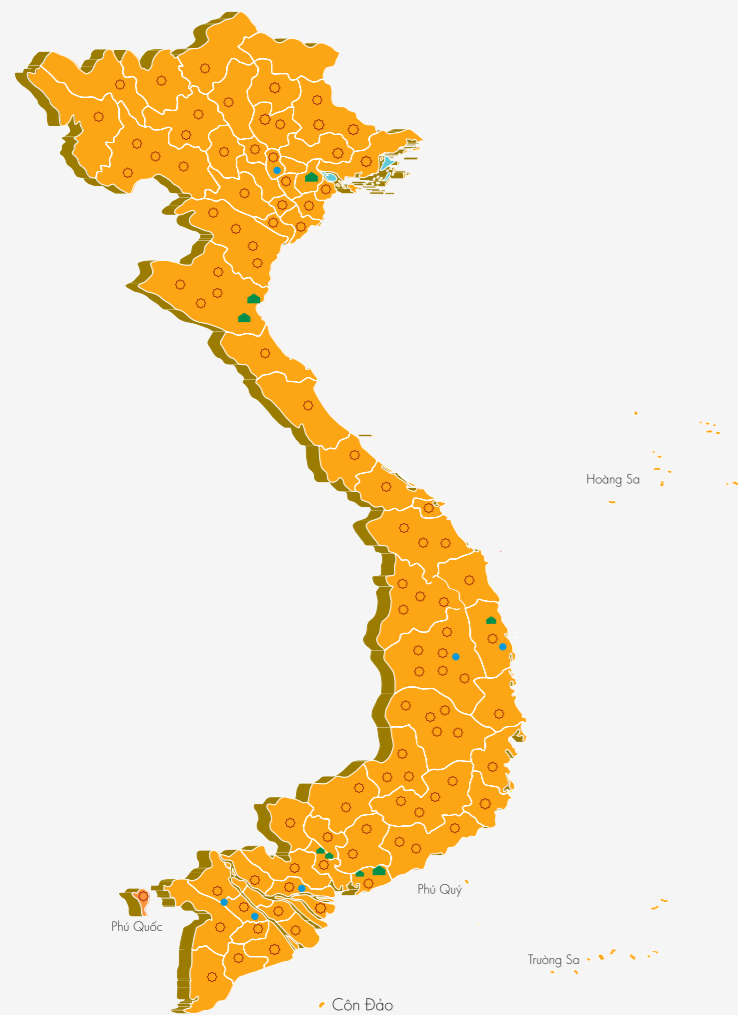 Hoàng Sa
Phú Quý
Phú Quốc
Trường Sa
Côn Đảo